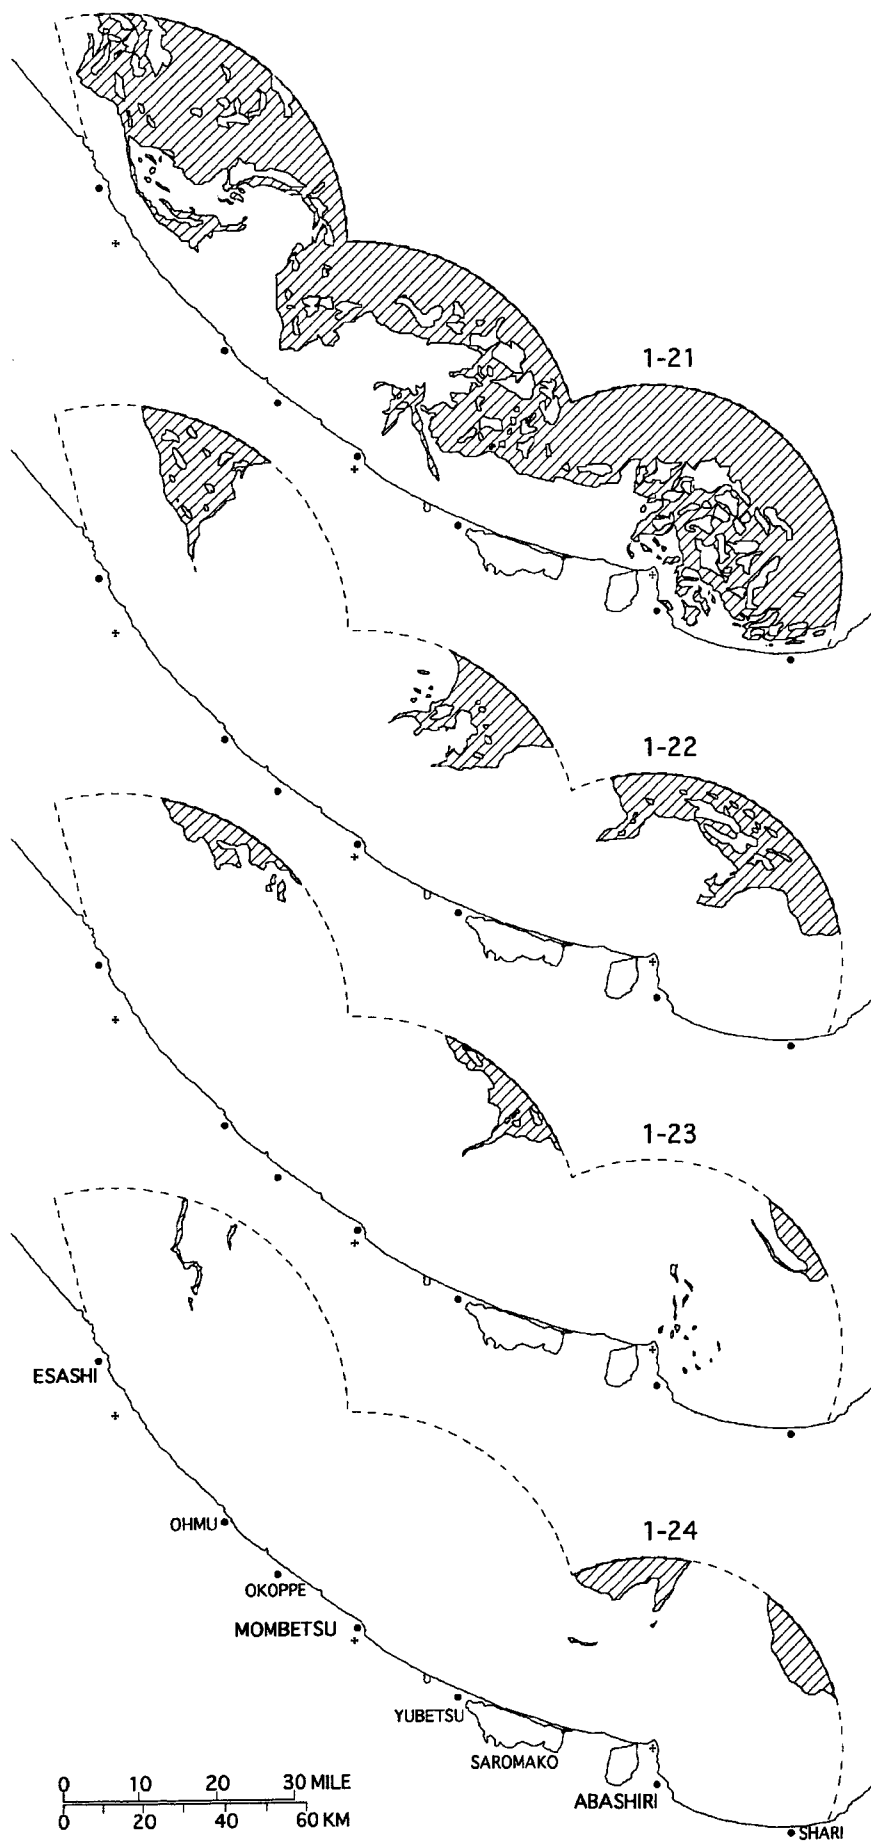 1-21
1-22
1-23
1-24
ESASHI
OHMU
OKOPPE
MOMBETSU
YUBETSU
SAROMAKO
ABASHIRI
SHARI
0 10 20 30 MILE
0 20 40 60 KM